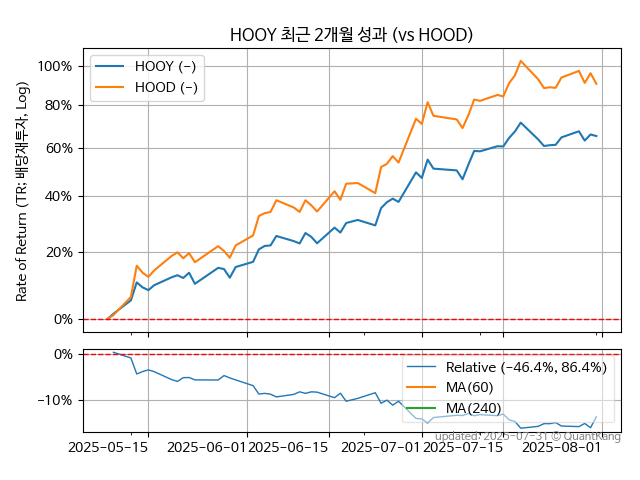 HOOY 최근 2개월 성과 (vs HOOD)
Rate of Return (TR: 배당재투자, Log)
100%
80%
60%
40%
20%
0%
HOOY (-)
HOOD (-)
0%
-10%
Relative (-46.4%, 86.4%)
MA(60)
MA(240)
updated: 2025-07-31 © QuantKang
2025-05-15 2025-06-01 2025-06-15 2025-07-01 2025-07-15 2025-08-01